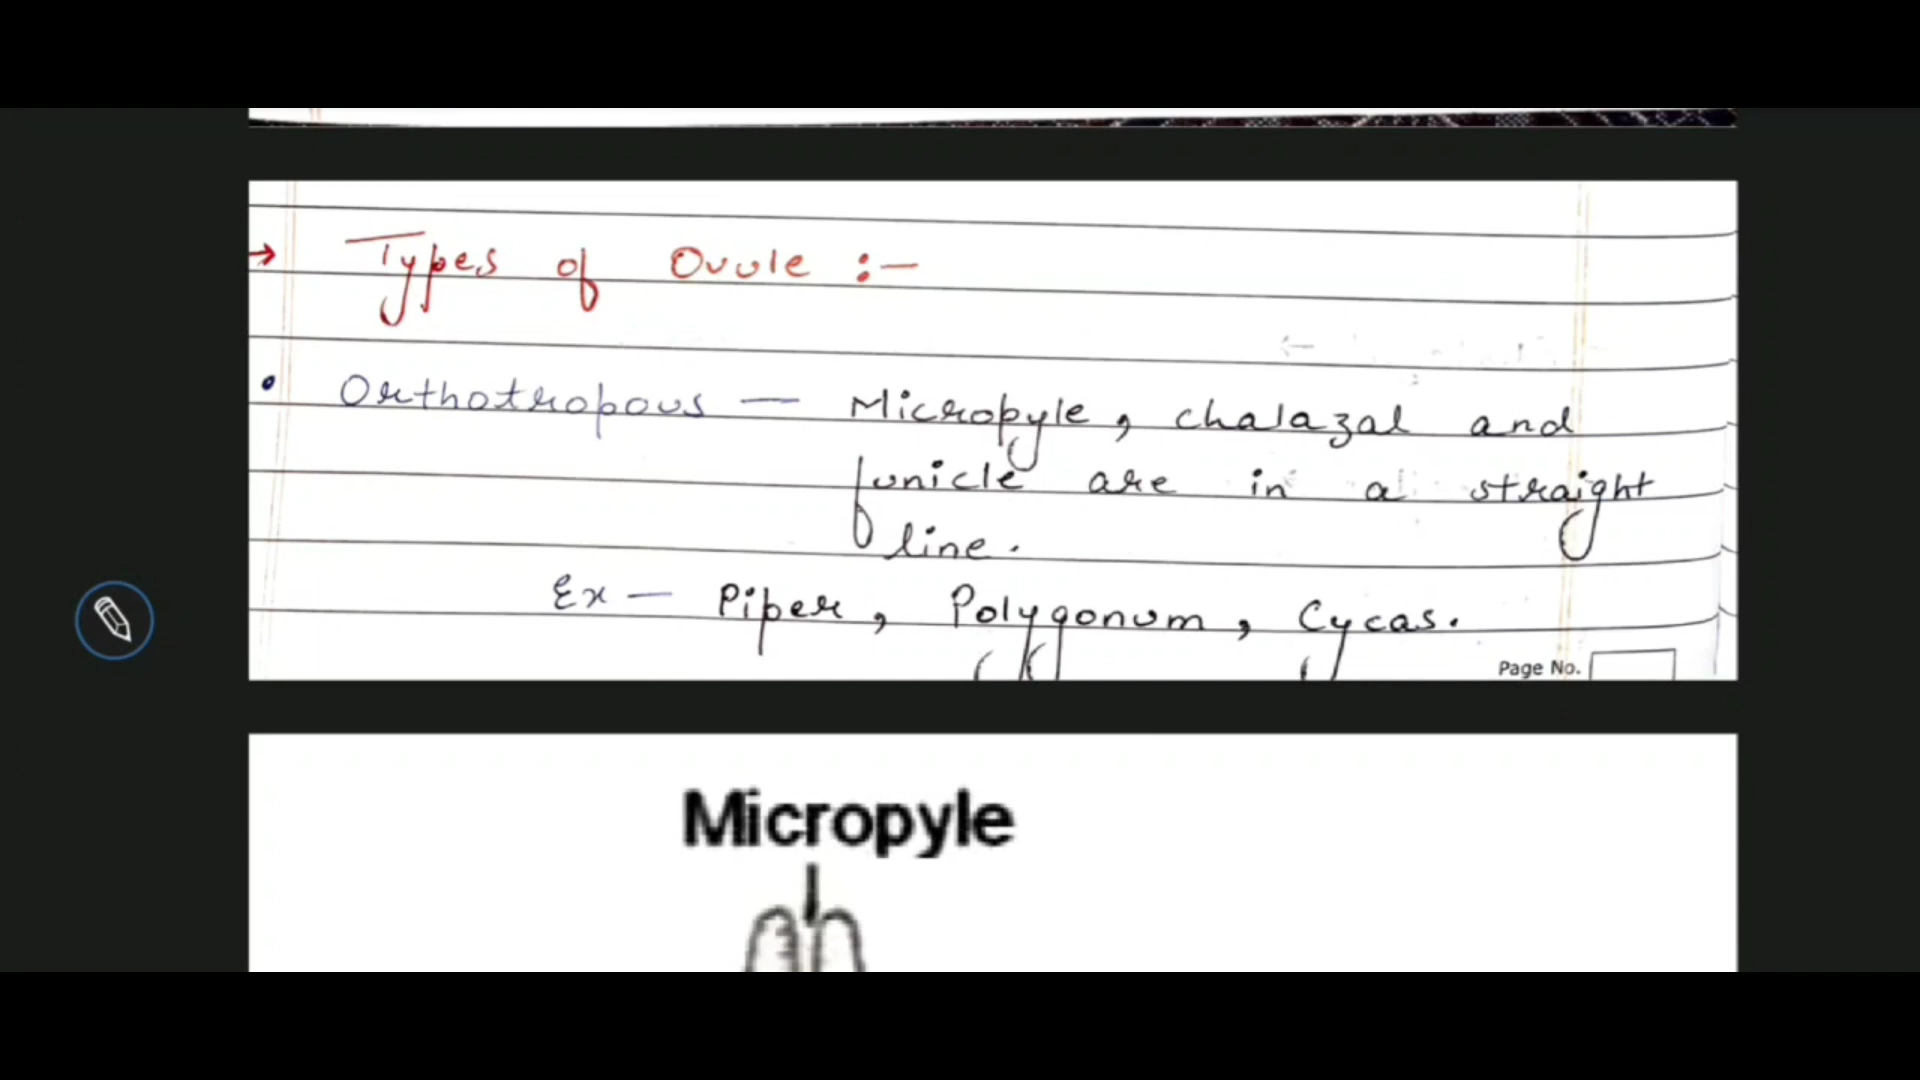 → Types of Ovule :-
• Orthotropous — Micropyle, chalazal and
funicle are in a straight
line.
Ex — Piper, Polygonum, Cycas.
Page No.
Micropyle